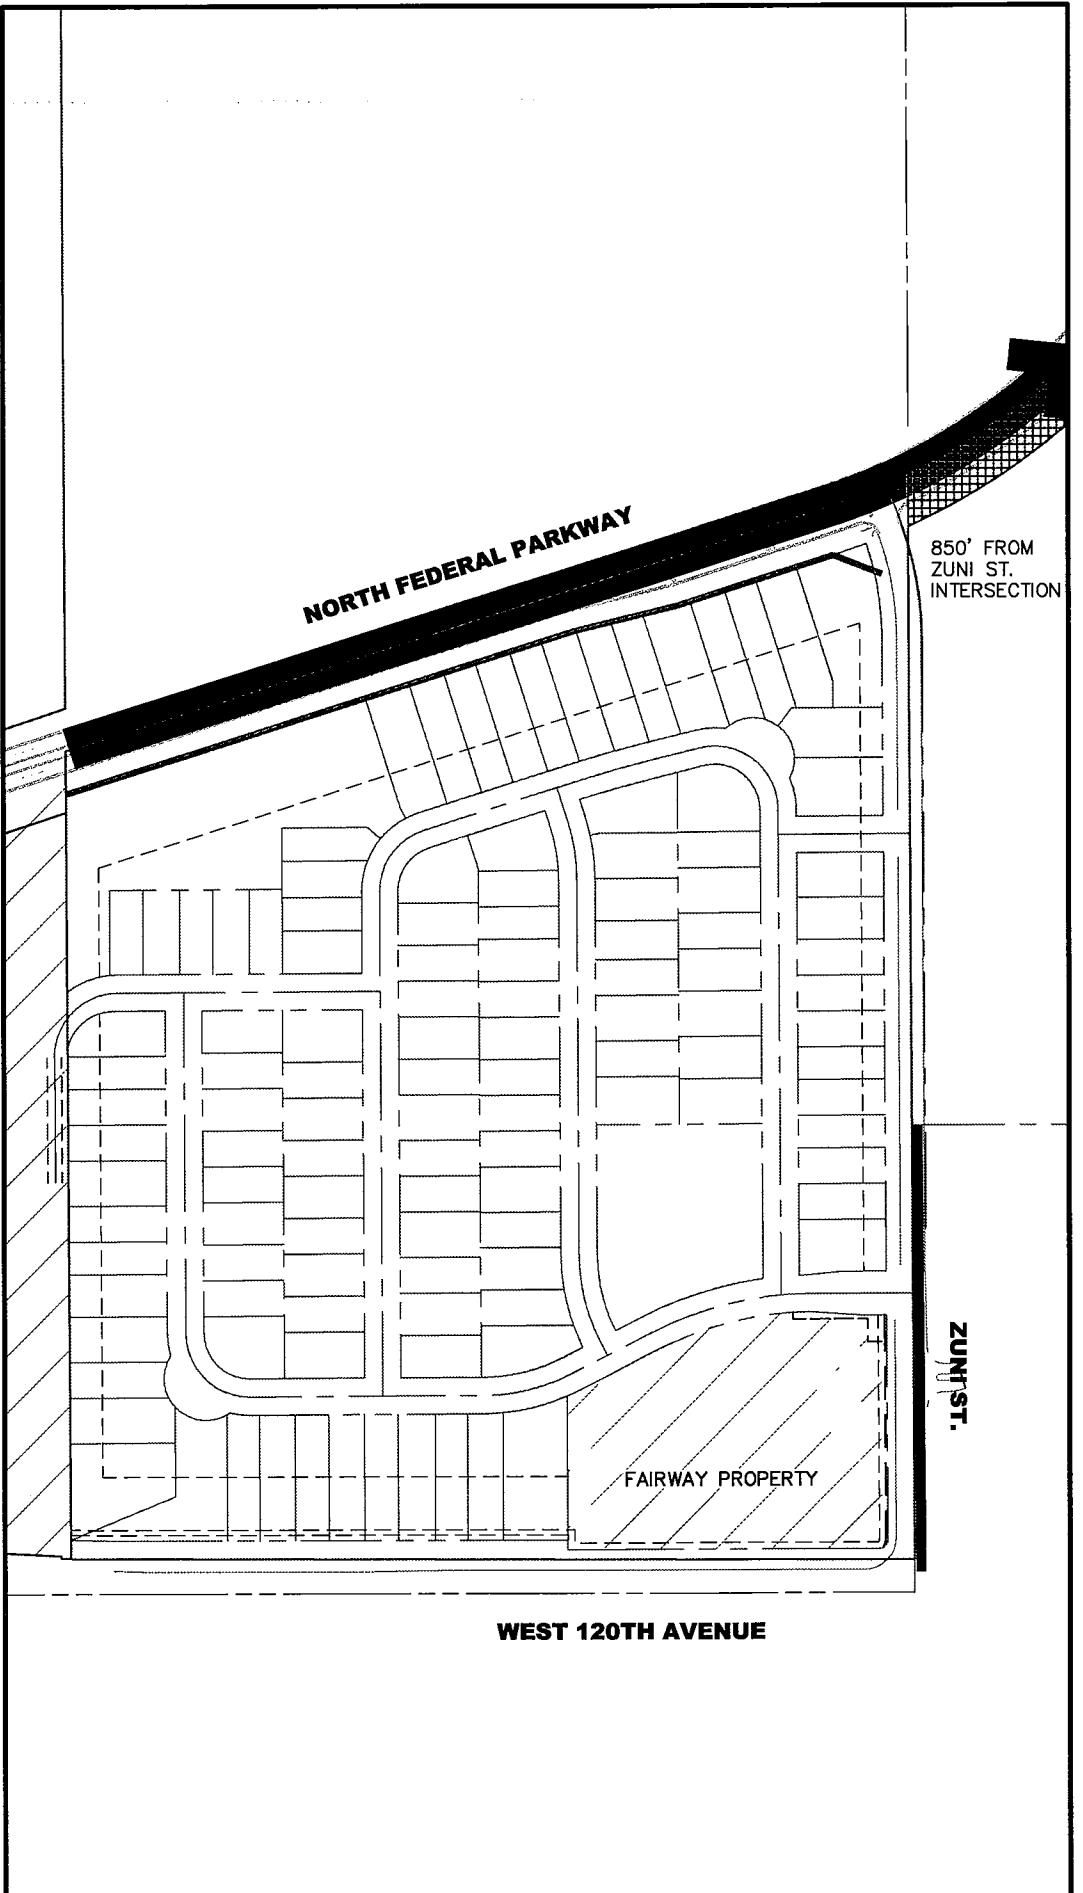 NORTH FEDERAL PARKWAY
850' FROM
ZUNI ST.
INTERSECTION
ZUNI ST.
FAIRWAY PROPERTY
WEST 120TH AVENUE